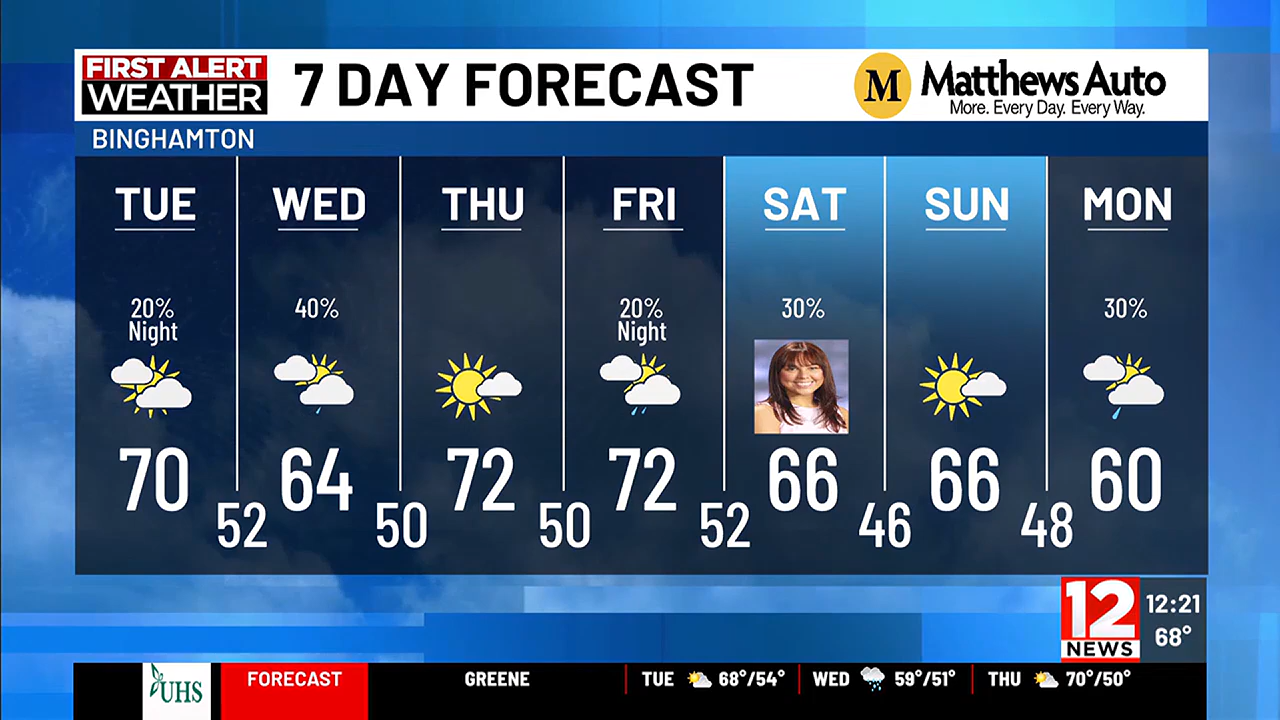 FIRST ALERT
WEATHER
7 DAY FORECAST
M
Matthews Auto
More. Every Day. Every Way.
BINGHAMTON
TUE WED THU FRI SAT SUN MON
20% 40% 20% 30% 30%
Night Night
70 64 72 72 66 66 60
52 50 50 52 46 48
12
NEWS
12:21
68°
UHS
FORECAST GREENE TUE 68°/54° WED 59°/51° THU 70°/50°